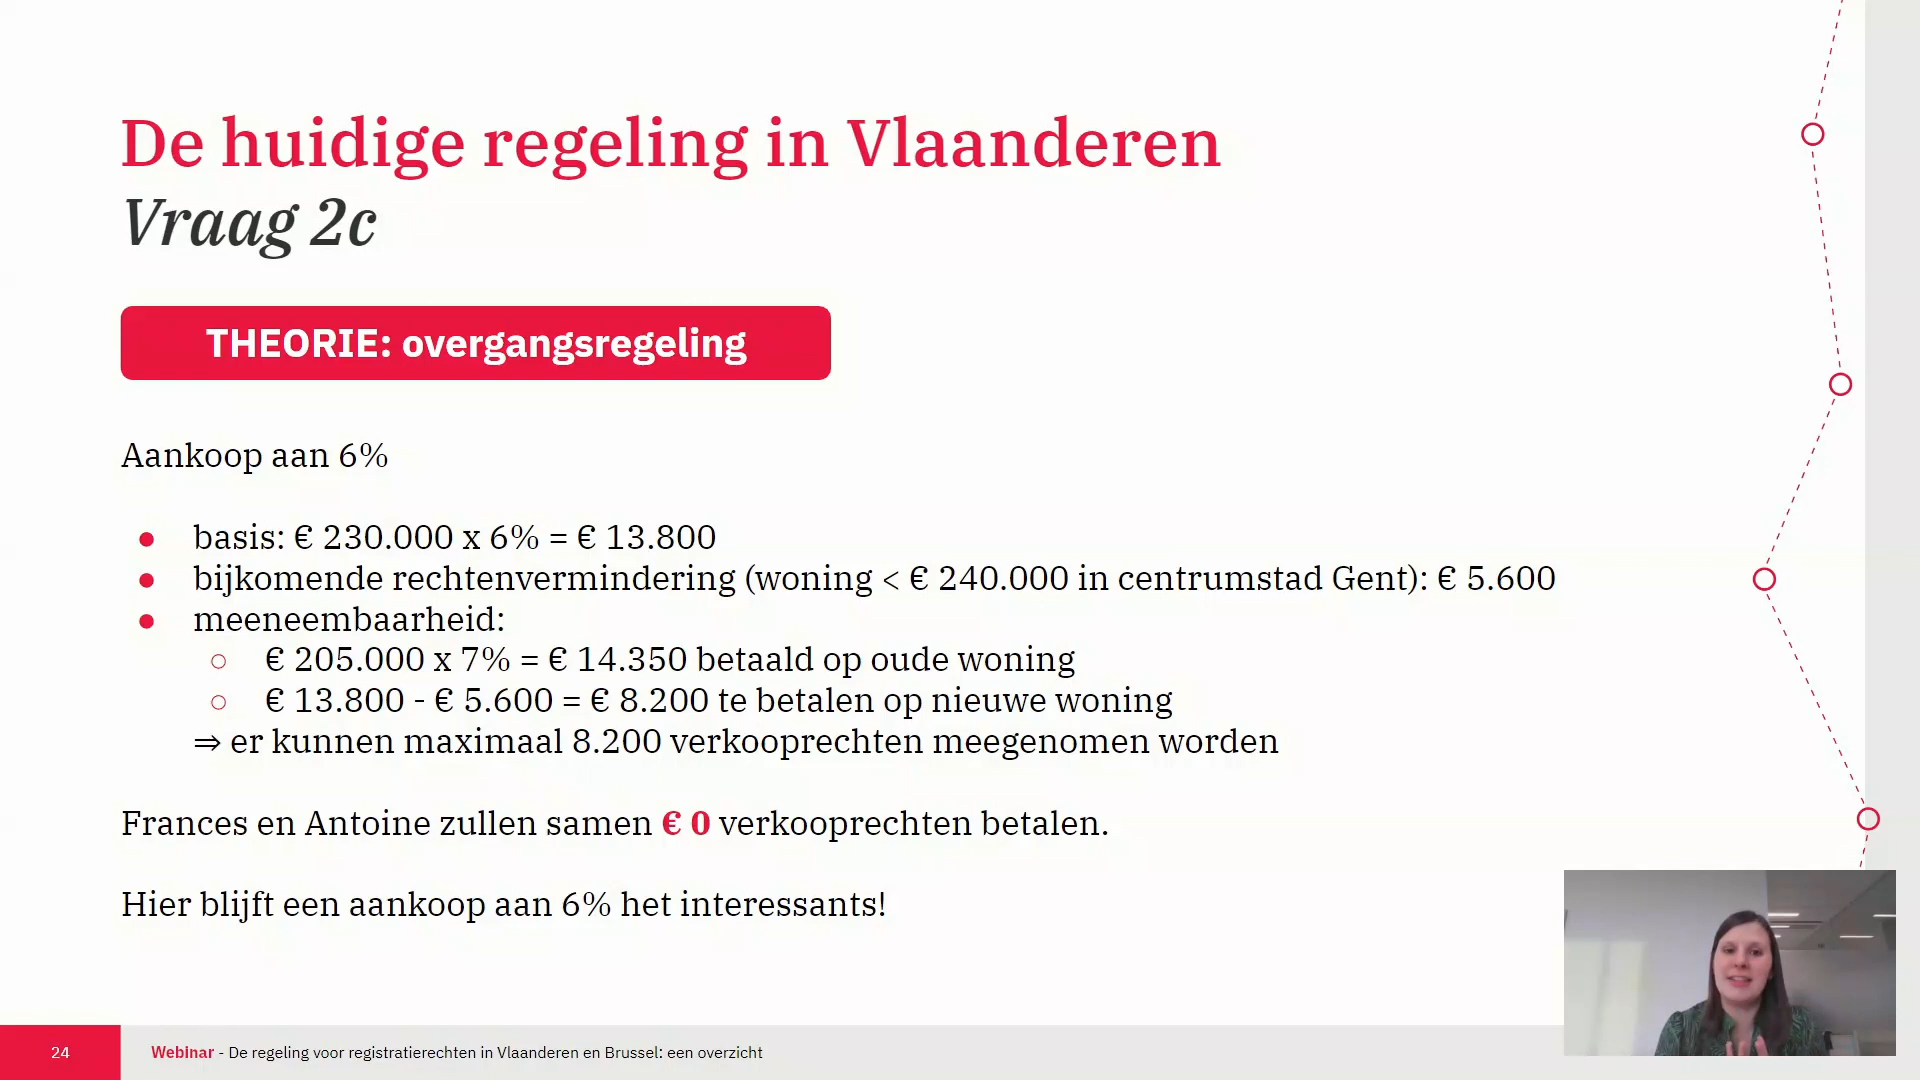 De huidige regeling in Vlaanderen
Vraag 2c
THEORIE: overgangsregeling
Aankoop aan 6%
● basis: € 230.000 x 6% = € 13.800
● bijkomende rechtenvermindering (woning < € 240.000 in centrumstad Gent): € 5.600
● meeneembaarheid:
○ € 205.000 x 7% = € 14.350 betaald op oude woning
○ € 13.800 - € 5.600 = € 8.200 te betalen op nieuwe woning
⇒ er kunnen maximaal 8.200 verkooprechten meegenomen worden
Frances en Antoine zullen samen € 0 verkooprechten betalen.
Hier blijft een aankoop aan 6% het interessants!
24
Webinar - De regeling voor registratierechten in Vlaanderen en Brussel: een overzicht